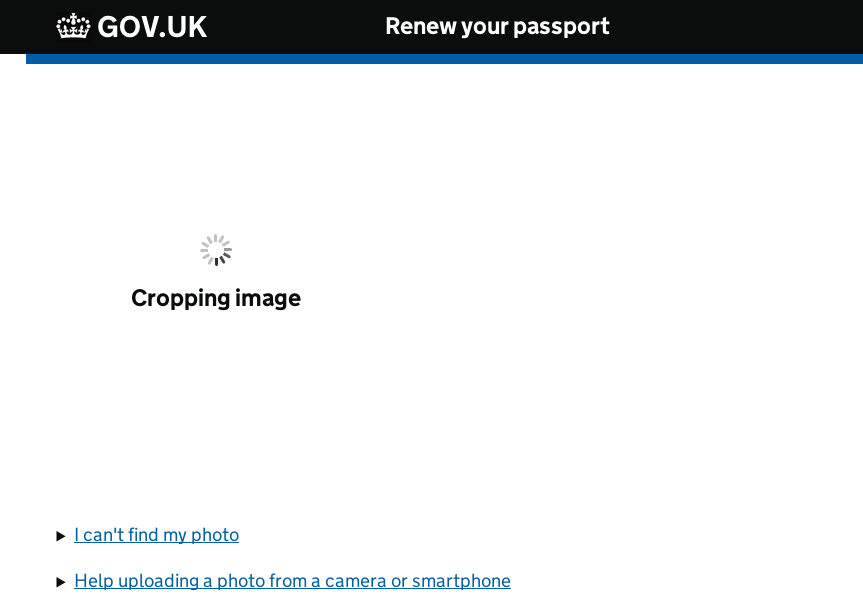 GOV.UK Renew your passport
Cropping image
I can't find my photo
Help uploading a photo from a camera or smartphone